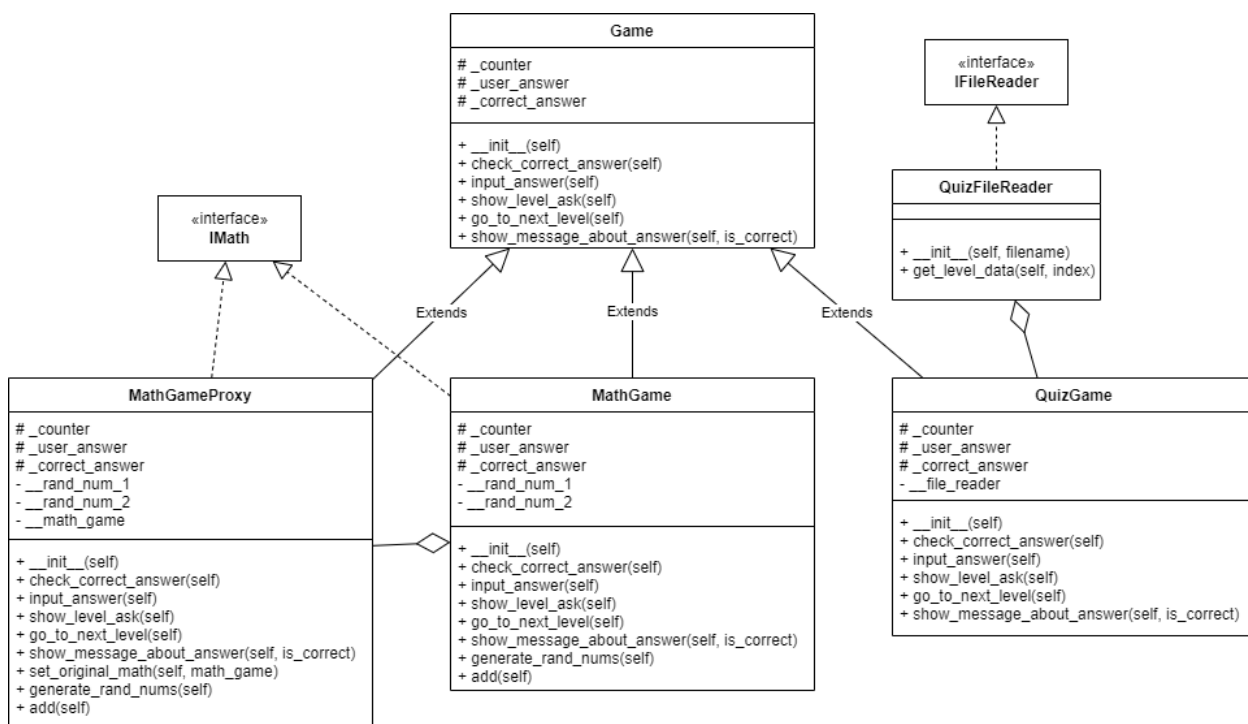 Game
# _counter
# _user_answer
# _correct_answer
+ __init__(self)
+ check_correct_answer(self)
+ input_answer(self)
+ show_level_ask(self)
+ go_to_next_level(self)
+ show_message_about_answer(self, is_correct)
«interface»
IFileReader
QuizFileReader
+ __init__(self, filename)
+ get_level_data(self, index)
«interface»
IMath
Extends
Extends
Extends
MathGameProxy
# _counter
# _user_answer
# _correct_answer
- __rand_num_1
- __rand_num_2
- __math_game
+ __init__(self)
+ check_correct_answer(self)
+ input_answer(self)
+ show_level_ask(self)
+ go_to_next_level(self)
+ show_message_about_answer(self, is_correct)
+ set_original_math(self, math_game)
+ generate_rand_nums(self)
+ add(self)
MathGame
# _counter
# _user_answer
# _correct_answer
- __rand_num_1
- __rand_num_2
+ __init__(self)
+ check_correct_answer(self)
+ input_answer(self)
+ show_level_ask(self)
+ go_to_next_level(self)
+ show_message_about_answer(self, is_correct)
+ generate_rand_nums(self)
+ add(self)
QuizGame
# _counter
# _user_answer
# _correct_answer
- __file_reader
+ __init__(self)
+ check_correct_answer(self)
+ input_answer(self)
+ show_level_ask(self)
+ go_to_next_level(self)
+ show_message_about_answer(self, is_correct)